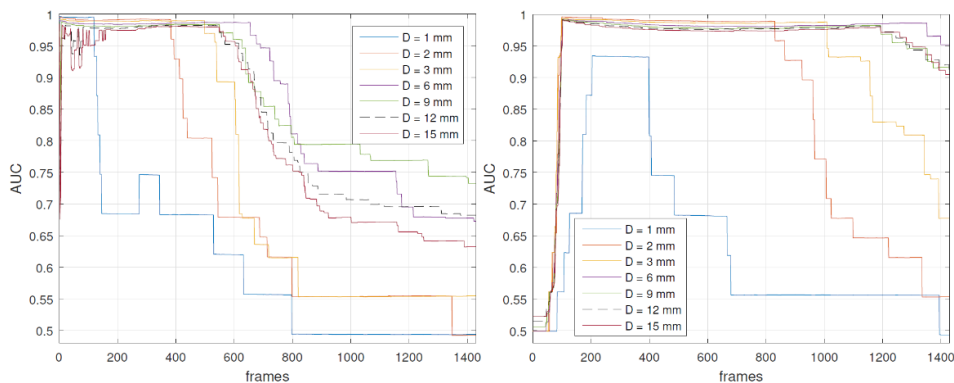 1
0.95
0.9
0.85
0.8
0.75
0.7
0.65
0.6
0.55
0.5
AUC
0 200 400 600 800 1000 1200 1400
frames
D = 1 mm
D = 2 mm
D = 3 mm
D = 6 mm
D = 9 mm
D = 12 mm
D = 15 mm
1
0.95
0.9
0.85
0.8
0.75
0.7
0.65
0.6
0.55
0.5
AUC
0 200 400 600 800 1000 1200 1400
frames
D = 1 mm
D = 2 mm
D = 3 mm
D = 6 mm
D = 9 mm
D = 12 mm
D = 15 mm